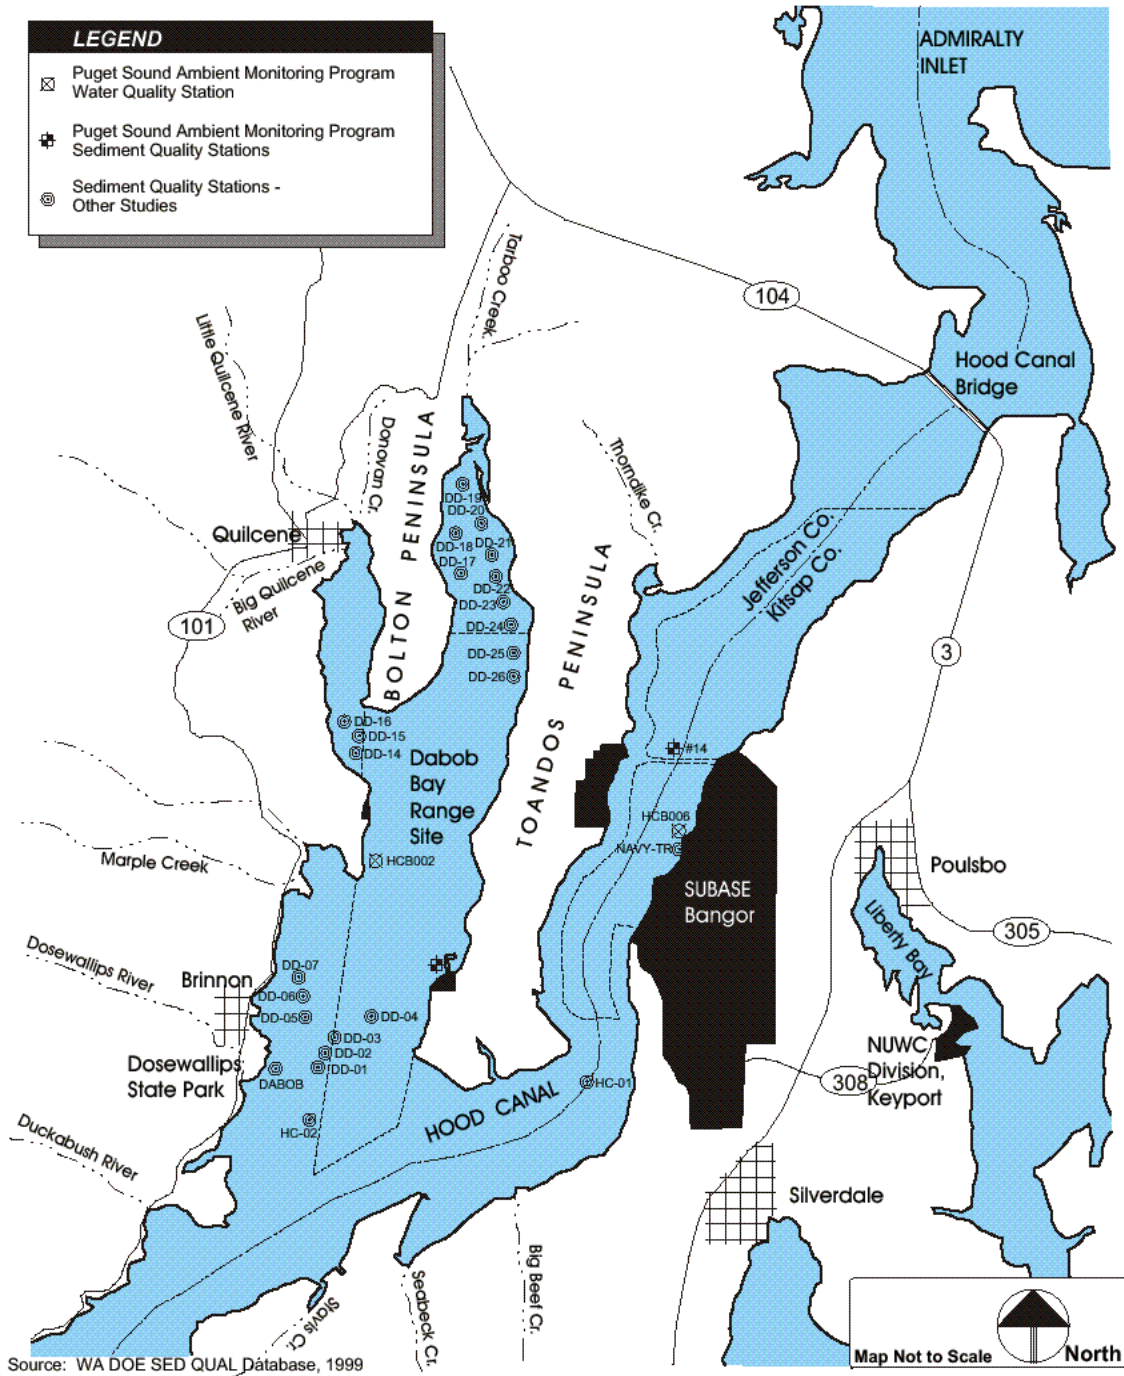 LEGEND
Puget Sound Ambient Monitoring Program
Water Quality Station
Puget Sound Ambient Monitoring Program
Sediment Quality Stations
Sediment Quality Stations -
Other Studies
ADMIRALTY
INLET
Tarboo Creek
104
Little Quilcene River
Hood Canal
Bridge
Donovan Cr.
BOLTON PENINSULA
Thorndike Cr.
DD-19
DD-20
Quilcene
DD-18
DD-21
DD-17
Jefferson Co.
Kitsap Co.
Big Quilcene
River
DD-22
DD-23
101
DD-24
TOANDOS PENINSULA
DD-25
3
DD-26
DD-16
DD-15
DD-14
#14
Dabob
Bay
Range
Site
HCB006
NAVY-TR
Marple Creek
HCB002
Poulsbo
SUBASE
Bangor
Liberty Bay
305
Dosewallips River
DD-07
Brinnon
DD-06
DD-05
DD-04
DD-03
DD-02
DD-01
NUWC
Division,
Keyport
Dosewallips
State Park
DABOB
308
HC-01
HOOD CANAL
HC-02
Duckabush River
Silverdale
Stavis Cr.
Seabeck Cr.
Big Beef Cr.
Map Not to Scale
North
Source: WA DOE SED QUAL Database, 1999